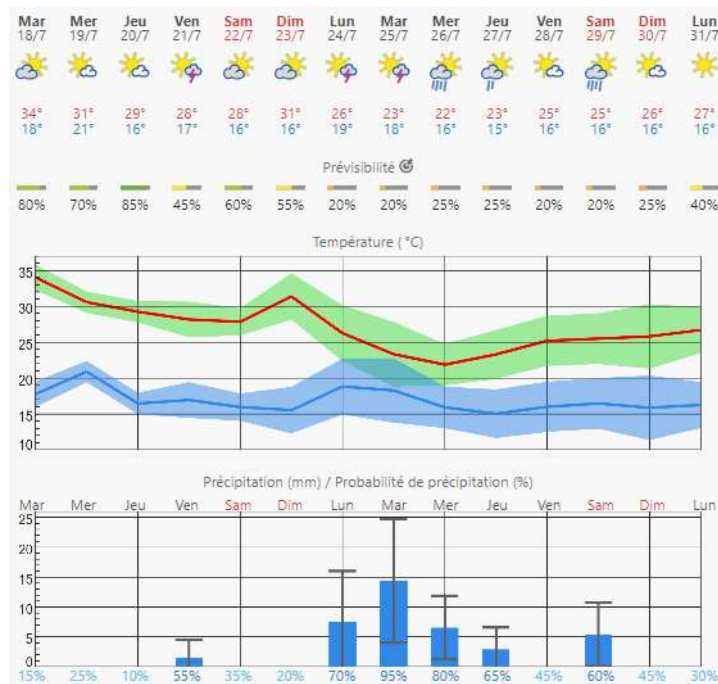 Mar Mer Jeu Ven Sam Dim Lun Mar Mer Jeu Ven Sam Dim Lun
18/7 19/7 20/7 21/7 22/7 23/7 24/7 25/7 26/7 27/7 28/7 29/7 30/7 31/7
34° 31° 29° 28° 28° 31° 26° 23° 22° 23° 25° 25° 26° 27°
18° 21° 16° 17° 16° 16° 19° 18° 16° 15° 16° 16° 16° 16°
Prévisibilité
80% 70% 85% 45% 60% 55% 20% 20% 25% 25% 20% 20% 25% 40%
Température (°C)
35
30
25
20
15
10
Précipitation (mm) / Probabilité de précipitation (%)
Mar Mer Jeu Ven Sam Dim Lun Mar Mer Jeu Ven Sam Dim Lun
25
20
15
10
5
0
15% 25% 10% 55% 35% 20% 70% 95% 80% 65% 45% 60% 45% 30%